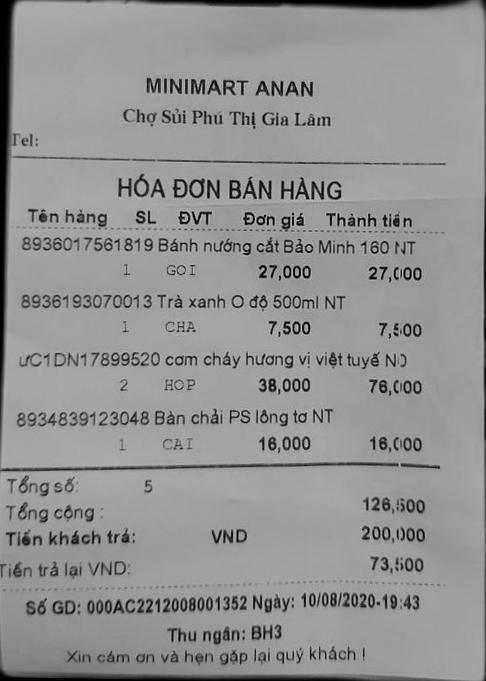 MINIMART ANAN
Chợ Sủi Phú Thị Gia Lâm
Tel:
HÓA ĐƠN BÁN HÀNG
Tên hàng SL ĐVT Đơn giá Thành tiền
8936017561819 Bánh nướng cắt Bảo Minh 160 NT
1 GOI 27,000 27,000
8936193070013 Trà xanh O độ 500ml NT
1 CHA 7,500 7,500
ưC1DN17899520 cơm cháy hương vị việt tuyế NO
2 HOP 38,000 76,000
8934839123048 Bàn chải PS lông tơ NT
1 CAI 16,000 16,000
Tổng số: 5
Tổng cộng : 126,500
Tiền khách trả: VND 200,000
Tiền trả lại VND: 73,500
Số GD: 000AC2212008001352 Ngày: 10/08/2020-19:43
Thu ngân: BH3
Xin cám ơn và hẹn gặp lại quý khách !